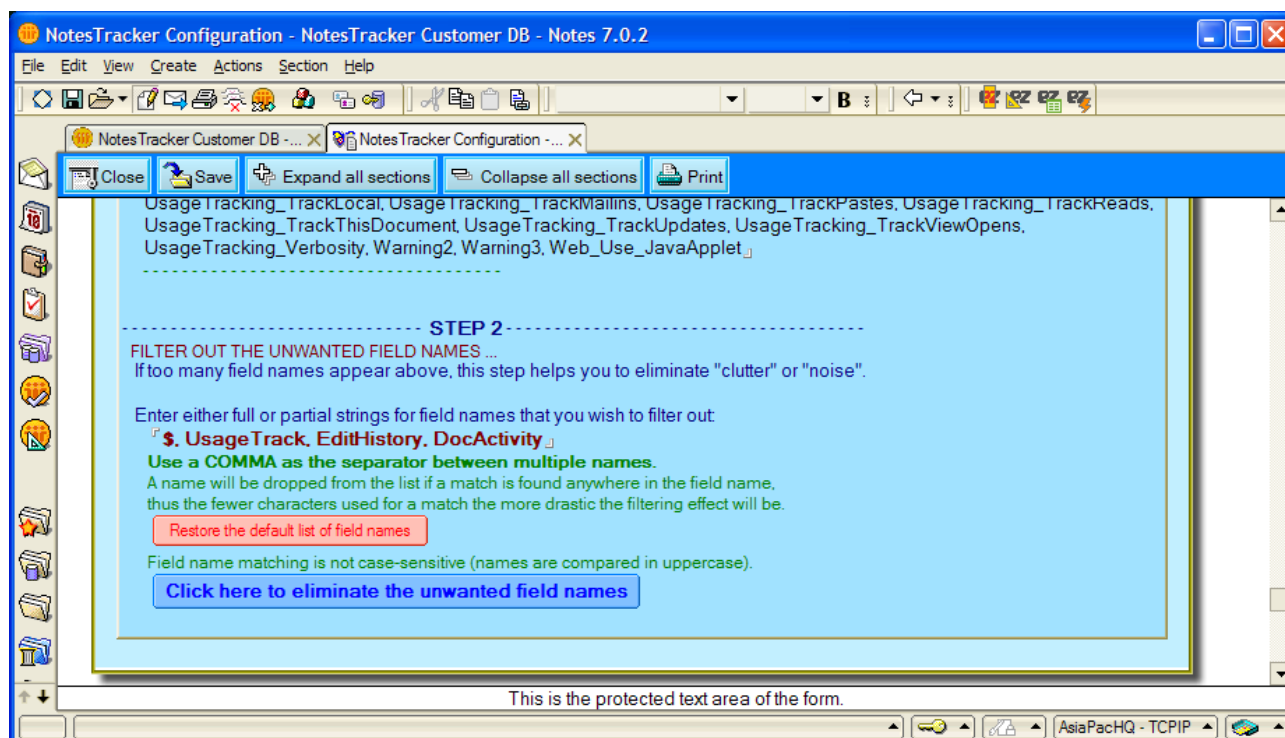 NotesTracker Configuration - NotesTracker Customer DB - Notes 7.0.2
File Edit View Create Actions Section Help
B
NotesTracker Customer DB -... NotesTracker Configuration -...
Close Save Expand all sections Collapse all sections Print
UsageTracking_TrackLocal, UsageTracking_TrackMailIns, UsageTracking_TrackPastes, UsageTracking_TrackReads,
UsageTracking_TrackThisDocument, UsageTracking_TrackUpdates, UsageTracking_TrackViewOpens,
UsageTracking_Verbosity, Warning2, Warning3, Web_Use_JavaApplet
- - - - - - - - - - - - - - - - - - - - - - - - - - - - - - - - - - - - -
- - - - - - - - - - - - - - - - - - - - - - - - - - - - - - - STEP 2 - - - - - - - - - - - - - - - - - - - - - - - - - - - - - - - - - - - - -
FILTER OUT THE UNWANTED FIELD NAMES ...
If too many field names appear above, this step helps you to eliminate "clutter" or "noise".
Enter either full or partial strings for field names that you wish to filter out:
$, UsageTrack, EditHistory, DocActivity
Use a COMMA as the separator between multiple names.
A name will be dropped from the list if a match is found anywhere in the field name,
thus the fewer characters used for a match the more drastic the filtering effect will be.
Restore the default list of field names
Field name matching is not case-sensitive (names are compared in uppercase).
Click here to eliminate the unwanted field names
This is the protected text area of the form.
AsiaPacHQ - TCPIP